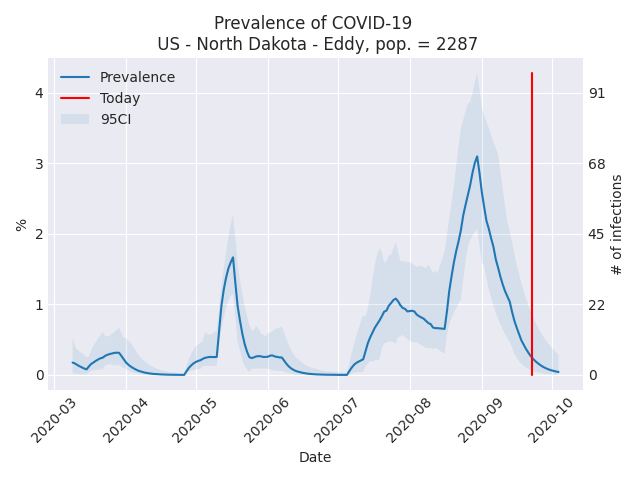 Prevalence of COVID-19
US - North Dakota - Eddy, pop. = 2287
Prevalence
Today
95CI
4
3
2
1
0
%
91
68
45
22
0
# of infections
2020-03
2020-04
2020-05
2020-06
2020-07
2020-08
2020-09
2020-10
Date